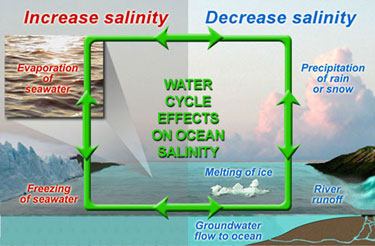 Increase salinity
Decrease salinity
Evaporation
of seawater
WATER
CYCLE
EFFECTS
ON OCEAN
SALINITY
Precipitation
of rain
or snow
Freezing
of seawater
Melting of ice
River
runoff
Groundwater
flow to ocean